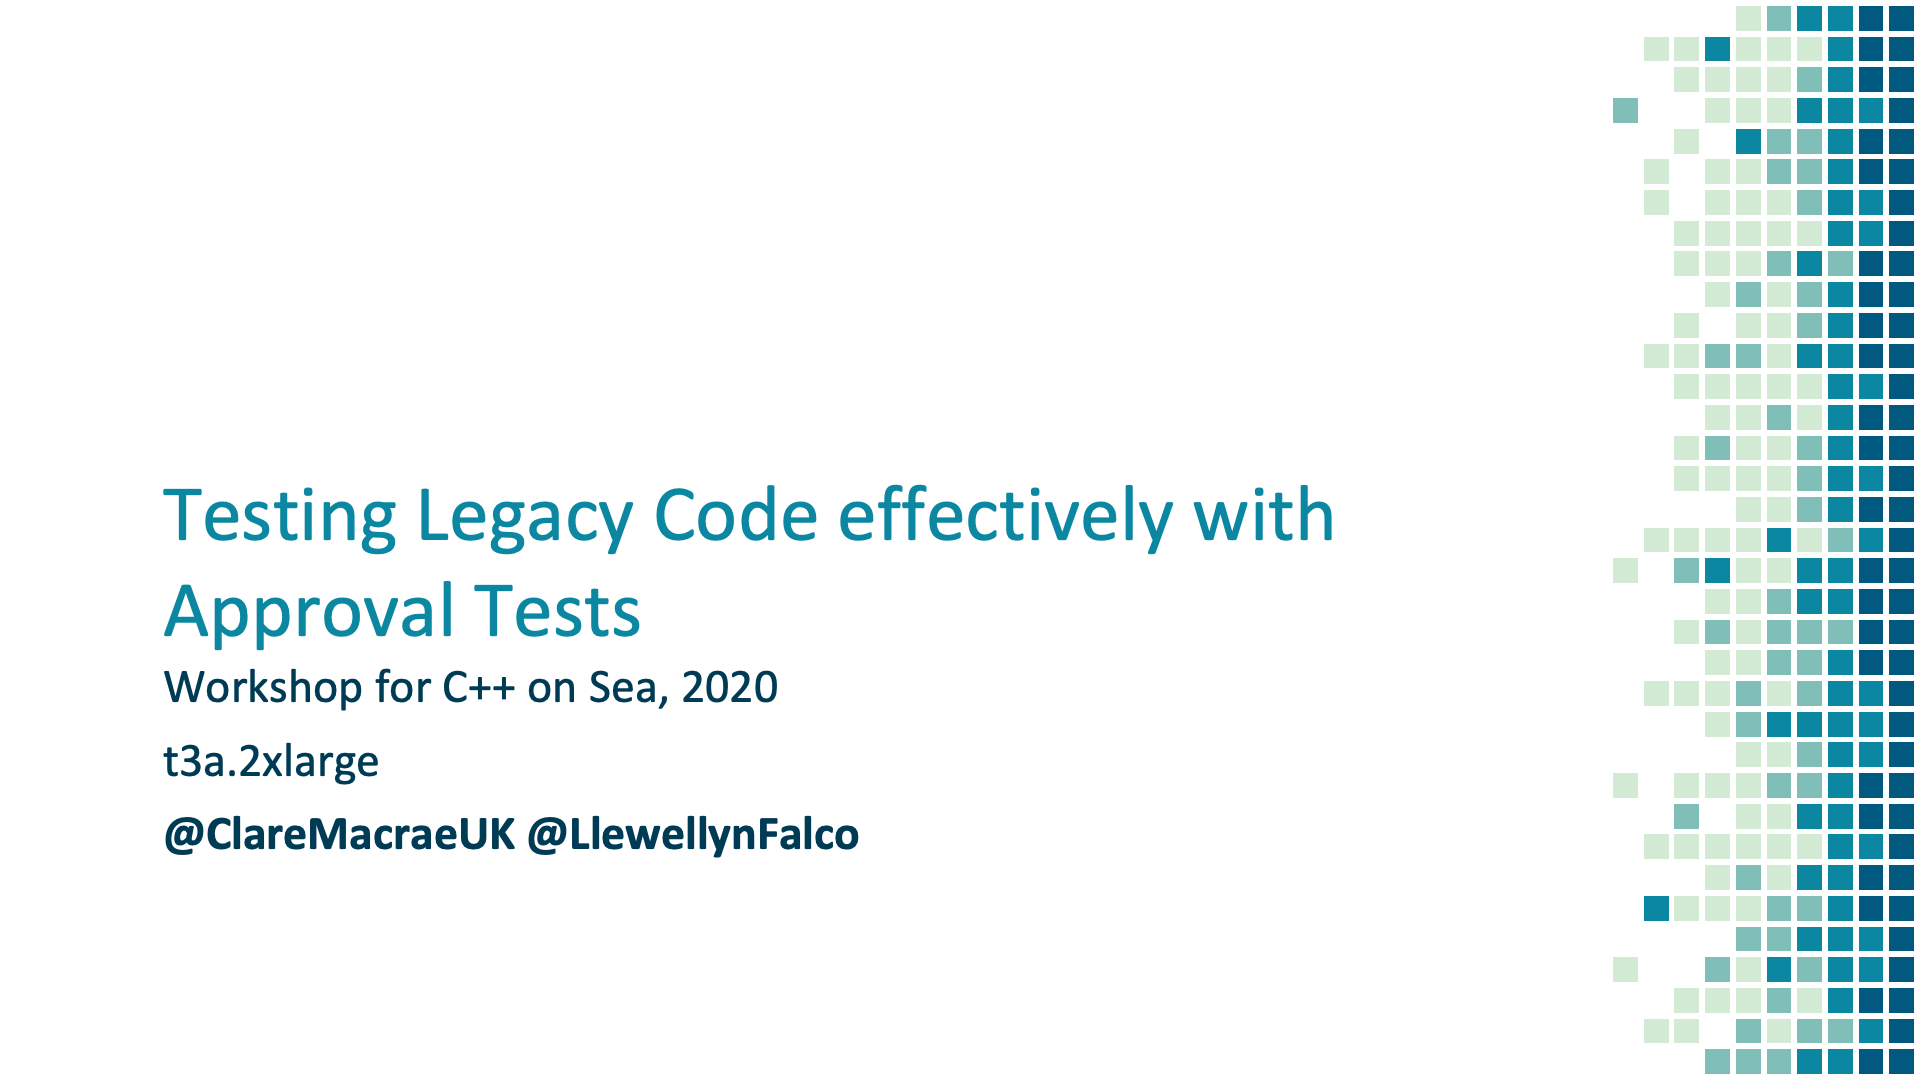 Testing Legacy Code effectively with
Approval Tests
Workshop for C++ on Sea, 2020
t3a.2xlarge
@ClareMacraeUK @LlewellynFalco